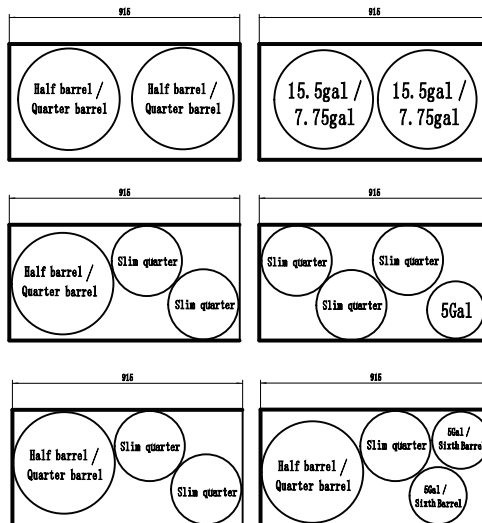 915
915
Half barrel /
Quarter barrel
Half barrel /
Quarter barrel
15.5gal /
7.75gal
15.5gal /
7.75gal
915
915
Half barrel /
Quarter barrel
Slim quarter
Slim quarter
Slim quarter
Slim quarter
Slim quarter
5Gal
915
915
Half barrel /
Quarter barrel
Slim quarter
Slim quarter
Half barrel /
Quarter barrel
Slim quarter
5Gal /
Sixth Barrel
5Gal /
Sixth Barrel